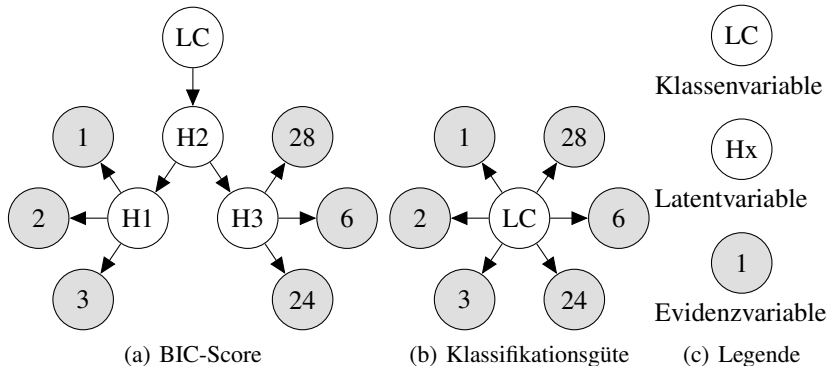 LC
H2
H1
H3
1
2
3
28
6
24
(a) BIC-Score
LC
1
2
3
28
6
24
(b) Klassifikationsgüte
LC
Klassenvariable
Hx
Latentvariable
1
Evidenzvariable
(c) Legende